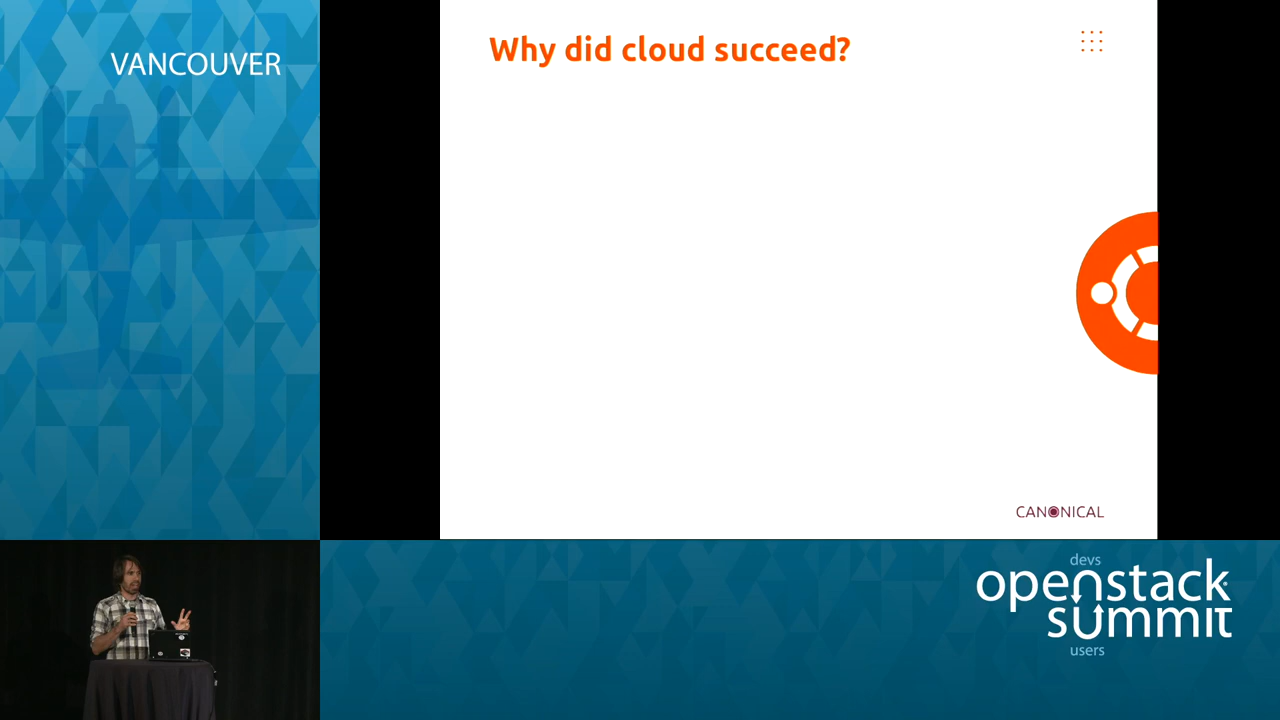 VANCOUVER
Why did cloud succeed?
CANONICAL
devs
openstack
summit
users